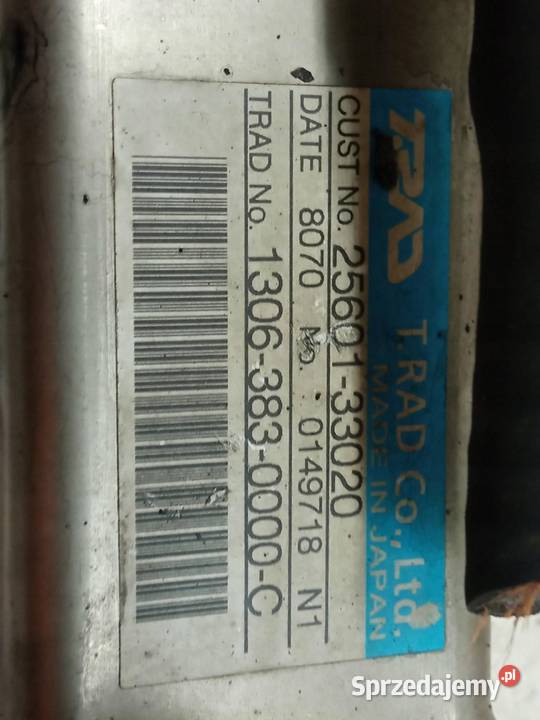 TRAD T.RAD Co., Ltd.
MADE IN JAPAN
CUST No. 25601-33020
DATE 8070 No. 0149718 N1
TRAD No. 1306-383-0000-C
Sprzedajemy.pl